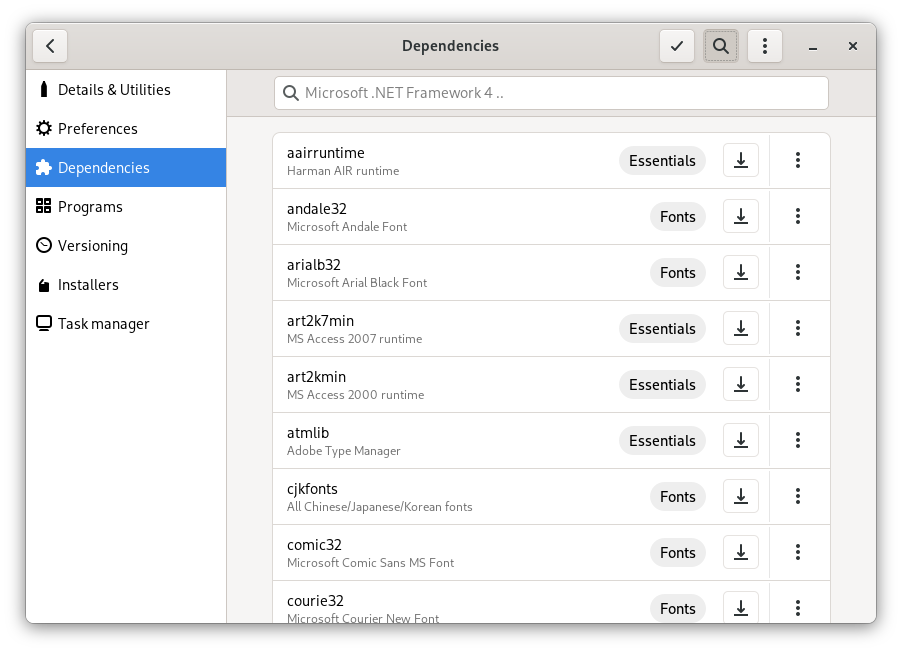 Dependencies
Details & Utilities
Preferences
Dependencies
Programs
Versioning
Installers
Task manager
Microsoft .NET Framework 4 ..
aairruntime
Harman AIR runtime
Essentials
andale32
Microsoft Andale Font
Fonts
arialb32
Microsoft Arial Black Font
Fonts
art2k7min
MS Access 2007 runtime
Essentials
art2kmin
MS Access 2000 runtime
Essentials
atmlib
Adobe Type Manager
Essentials
cjkfonts
All Chinese/Japanese/Korean fonts
Fonts
comic32
Microsoft Comic Sans MS Font
Fonts
courie32
Microsoft Courier New Font
Fonts